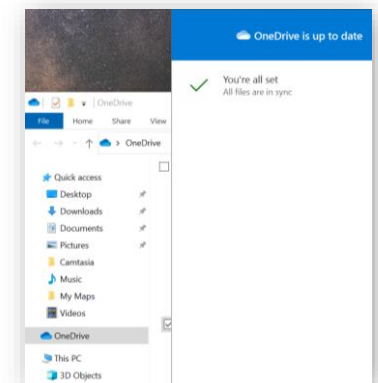 OneDrive is up to date
You're all set
All files are in sync
OneDrive
File Home Share View
OneDrive
Quick access
Desktop
Downloads
Documents
Pictures
Camtasia
Music
My Maps
Videos
OneDrive
This PC
3D Objects